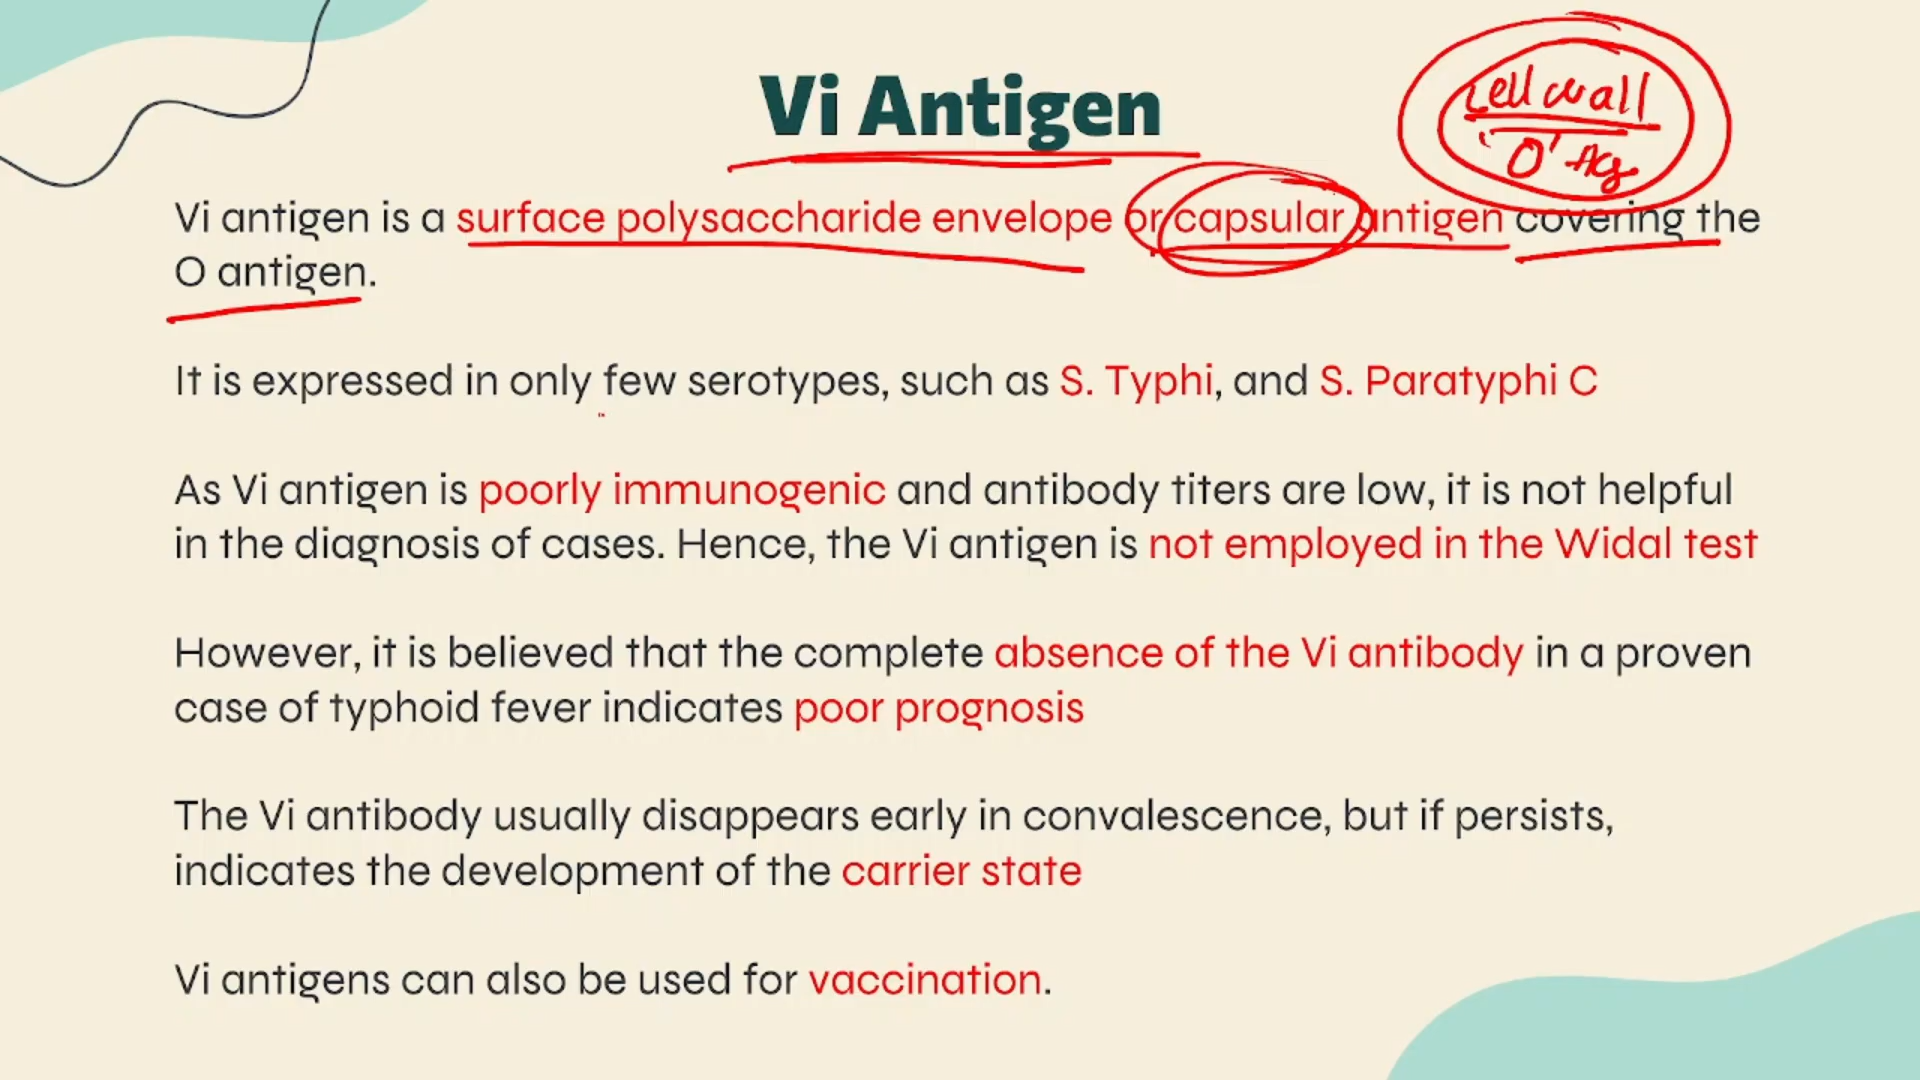 Vi Antigen
Cell wall
'O' Ag
Vi antigen is a surface polysaccharide envelope or capsular antigen covering the
O antigen.
It is expressed in only few serotypes, such as S. Typhi, and S. Paratyphi C
As Vi antigen is poorly immunogenic and antibody titers are low, it is not helpful
in the diagnosis of cases. Hence, the Vi antigen is not employed in the Widal test
However, it is believed that the complete absence of the Vi antibody in a proven
case of typhoid fever indicates poor prognosis
The Vi antibody usually disappears early in convalescence, but if persists,
indicates the development of the carrier state
Vi antigens can also be used for vaccination.